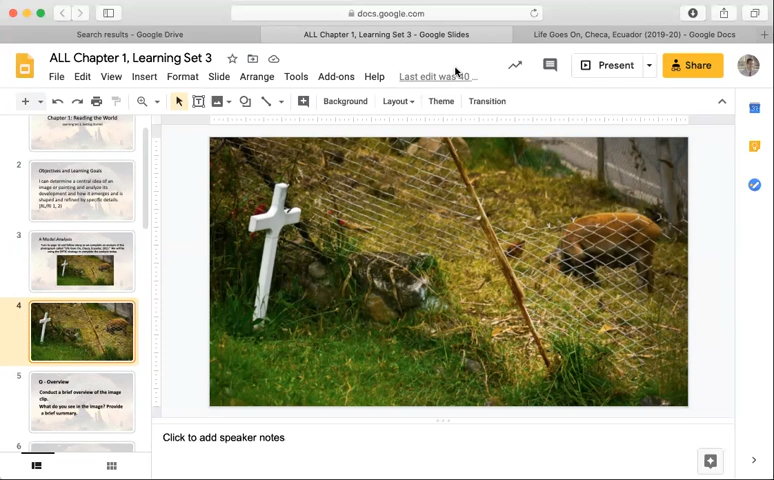 docs.google.com
Search results - Google Drive
ALL Chapter 1, Learning Set 3 - Google Slides
Life Goes On, Checa, Ecuador (2019-20) - Google Docs
ALL Chapter 1, Learning Set 3
File Edit View Insert Format Slide Arrange Tools Add-ons Help Last edit was 40 ...
Present
Share
Background Layout Theme Transition
Chapter 1: Reading the World
2
Objectives and Learning Goals
I can determine a central idea of an
image or painting and analyze its
development and how it emerges and is
shaped and refined by specific details.
3
A Model Analysis
4
5
O - Overview
Conduct a brief overview of the image
clip.
What do you see in the image? Provide
a brief summary.
6
Click to add speaker notes